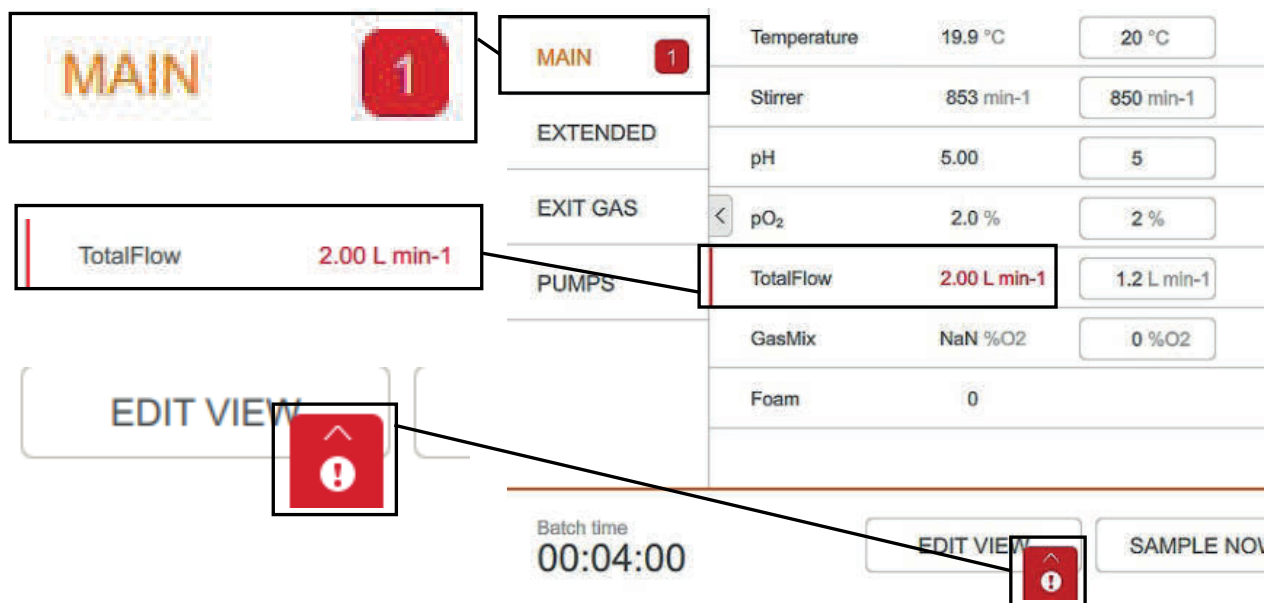 MAIN 1
TotalFlow 2.00 L min-1
EDIT VIEW
MAIN 1
EXTENDED
EXIT GAS
PUMPS
Temperature 19.9 °C 20 °C
Stirrer 853 min-1 850 min-1
pH 5.00 5
< pO₂ 2.0 % 2 %
TotalFlow 2.00 L min-1 1.2 L min-1
GasMix NaN %O2 0 %O2
Foam 0
Batch time
00:04:00
EDIT VIEW
SAMPLE NOW